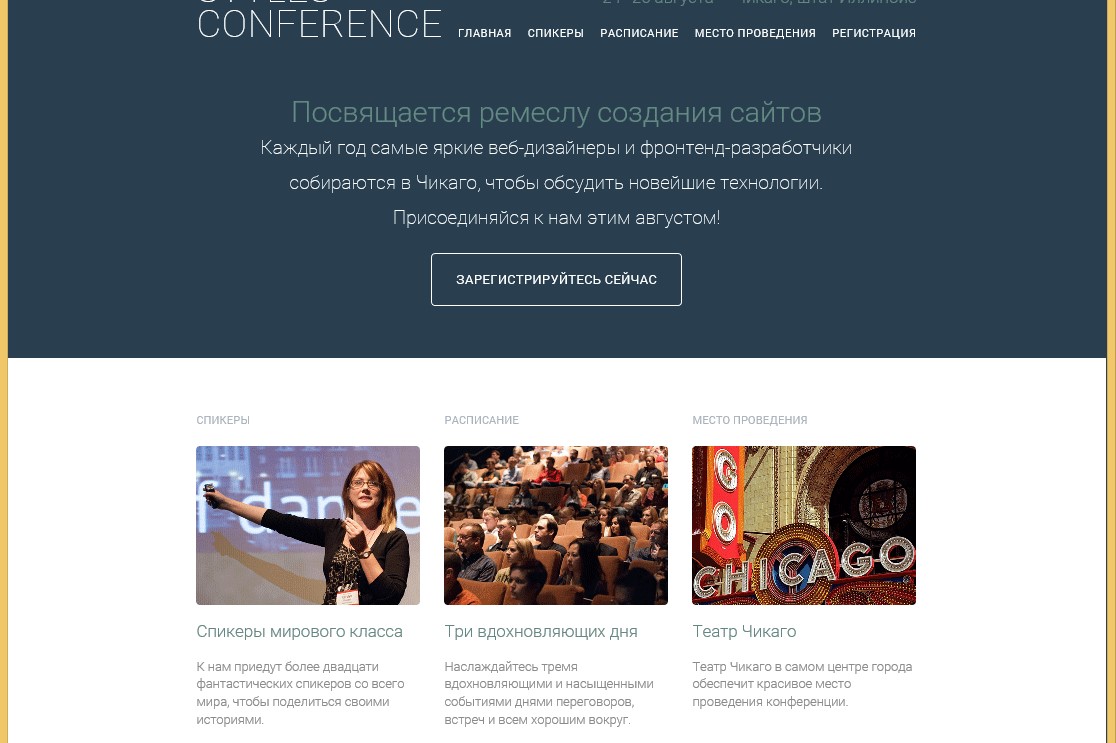 CONFERENCE
ГЛАВНАЯ СПИКЕРЫ РАСПИСАНИЕ МЕСТО ПРОВЕДЕНИЯ РЕГИСТРАЦИЯ
Посвящается ремеслу создания сайтов
Каждый год самые яркие веб-дизайнеры и фронтенд-разработчики
собираются в Чикаго, чтобы обсудить новейшие технологии.
Присоединяйся к нам этим августом!
ЗАРЕГИСТРИРУЙТЕСЬ СЕЙЧАС
СПИКЕРЫ
РАСПИСАНИЕ
МЕСТО ПРОВЕДЕНИЯ
CHICAGO
Спикеры мирового класса
К нам приедут более двадцати
фантастических спикеров со всего
мира, чтобы поделиться своими
историями.
Три вдохновляющих дня
Наслаждайтесь тремя
вдохновляющими и насыщенными
событиями днями переговоров,
встреч и всем хорошим вокруг.
Театр Чикаго
Театр Чикаго в самом центре города
обеспечит красивое место
проведения конференции.